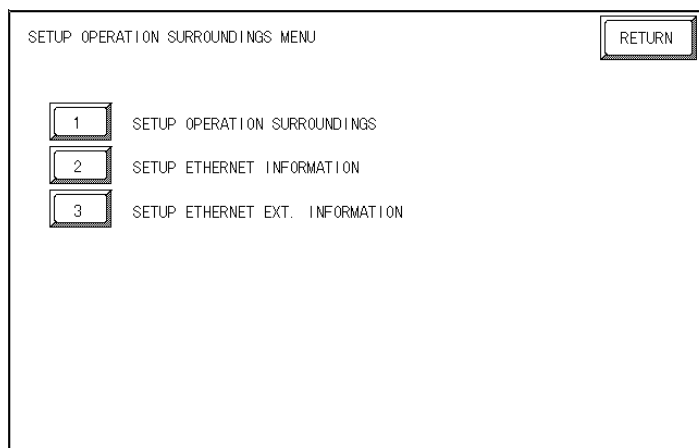 SETUP OPERATION SURROUNDINGS MENU
RETURN
1 SETUP OPERATION SURROUNDINGS
2 SETUP ETHERNET INFORMATION
3 SETUP ETHERNET EXT. INFORMATION